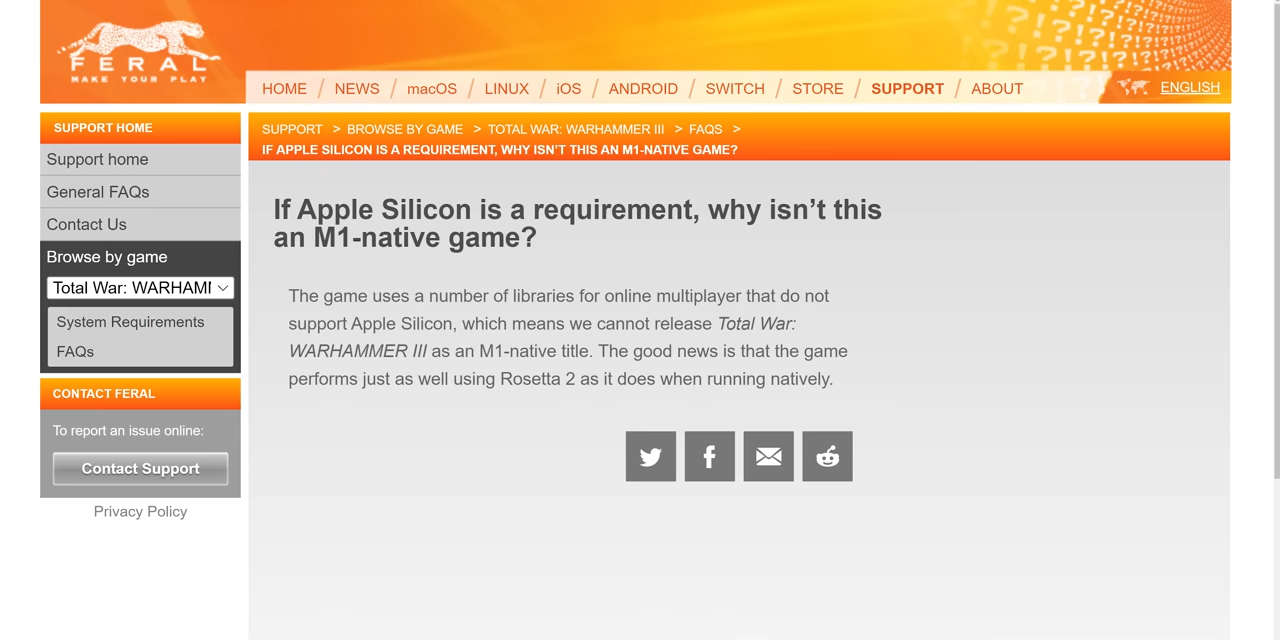 FERAL
MAKE YOUR PLAY
HOME / NEWS / macOS / LINUX / iOS / ANDROID / SWITCH / STORE / SUPPORT / ABOUT
ENGLISH
SUPPORT HOME
Support home
General FAQs
Contact Us
Browse by game
Total War: WARHAMM
System Requirements
FAQs
CONTACT FERAL
To report an issue online:
Contact Support
Privacy Policy
SUPPORT > BROWSE BY GAME > TOTAL WAR: WARHAMMER III > FAQS >
IF APPLE SILICON IS A REQUIREMENT, WHY ISN’T THIS AN M1-NATIVE GAME?
If Apple Silicon is a requirement, why isn’t this
an M1-native game?
The game uses a number of libraries for online multiplayer that do not
support Apple Silicon, which means we cannot release Total War:
WARHAMMER III as an M1-native title. The good news is that the game
performs just as well using Rosetta 2 as it does when running natively.